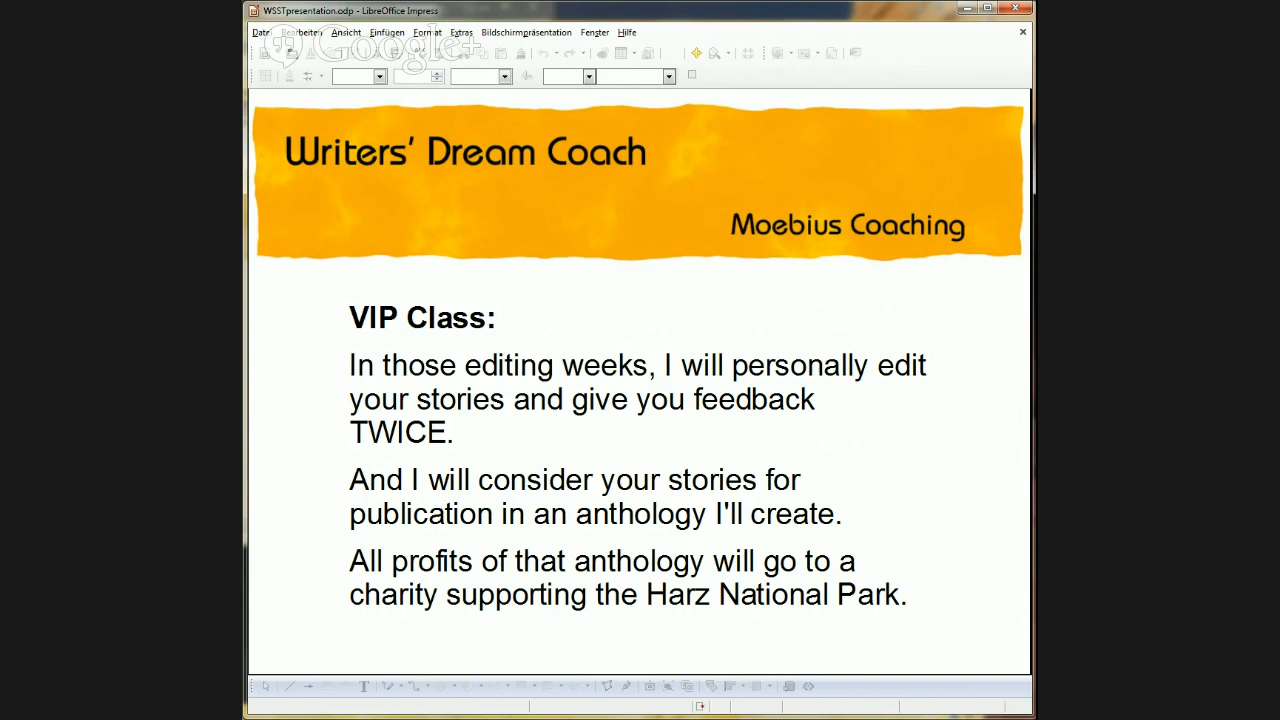 WSSTpresentation.odp - LibreOffice Impress
Datei Bearbeiten Ansicht Einfügen Format Extras Bildschirmpräsentation Fenster Hilfe
Google+
Writers' Dream Coach
Moebius Coaching
VIP Class:
In those editing weeks, I will personally edit
your stories and give you feedback
TWICE.
And I will consider your stories for
publication in an anthology I'll create.
All profits of that anthology will go to a
charity supporting the Harz National Park.